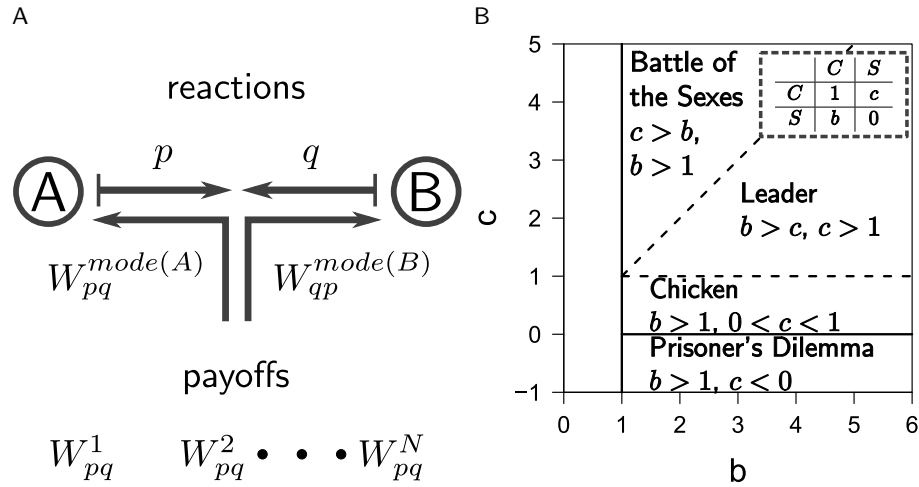 A
reactions
p
q
A
B
W_{pq}^{mode(A)}
W_{qp}^{mode(B)}
payoffs
W_{pq}^{1} W_{pq}^{2} • • • W_{pq}^{N}
B
Battle of
the Sexes
c > b,
b > 1
C S
C 1 c
S b 0
Leader
b > c, c > 1
Chicken
b > 1, 0 < c < 1
Prisoner's Dilemma
b > 1, c < 0
5
4
3
2
1
0
−1
c
0 1 2 3 4 5 6
b